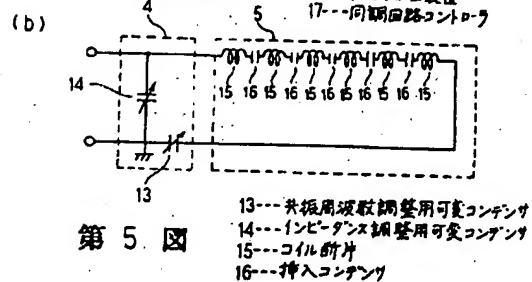 17---同調回路コントローラ
(b)
4
5
14
15 16 15 16 15 16 15 16 15 16 15
13
13---共振周波数調整用可変コンデンサ
14---インピーダンス調整用可変コンデンサ
第 5 図
15---コイル断片
16---挿入コンデンサ